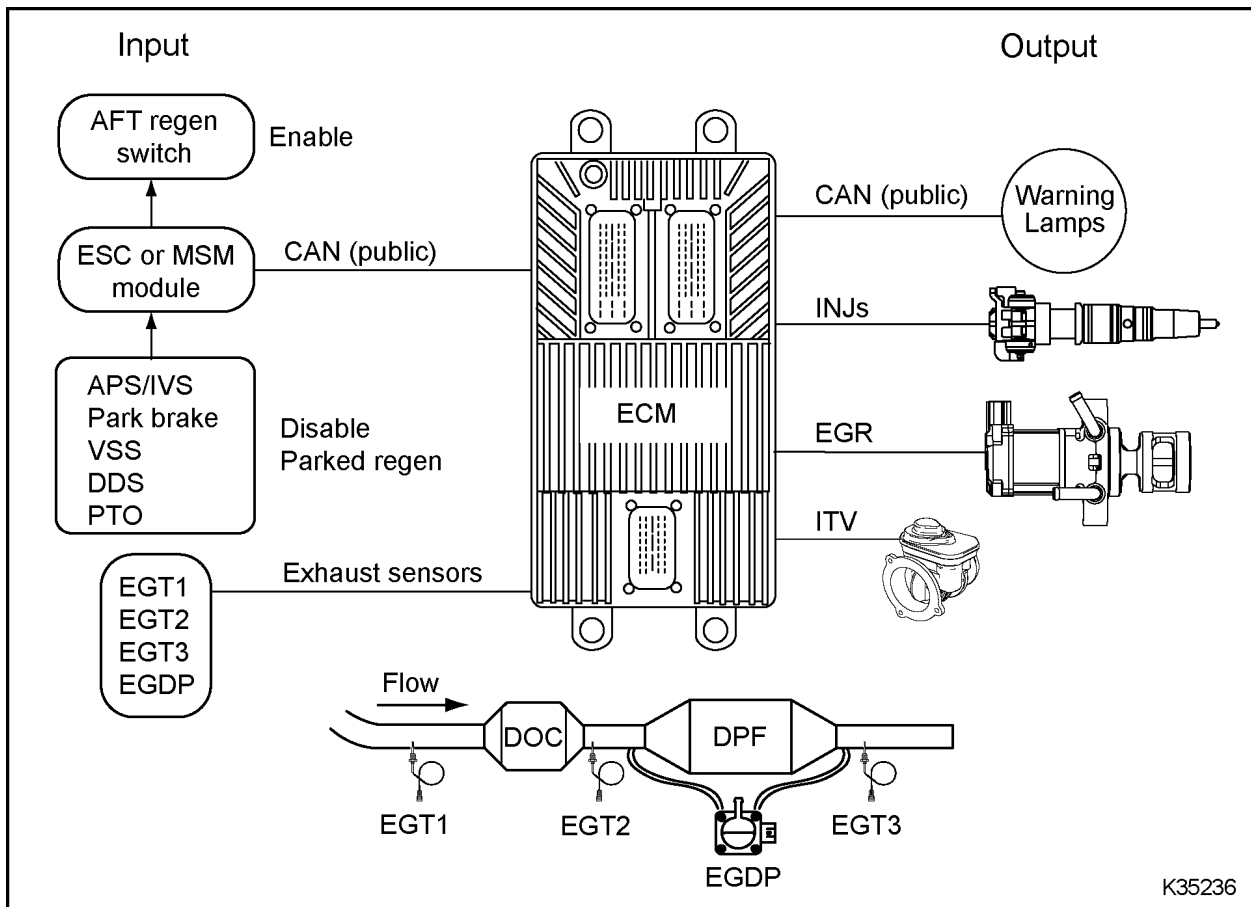 Input
Output
AFT regen
switch
Enable
ESC or MSM
module
CAN (public)
APS/IVS
Park brake
VSS
DDS
PTO
Disable
Parked regen
EGT1
EGT2
EGT3
EGDP
Exhaust sensors
ECM
CAN (public)
Warning
Lamps
INJs
EGR
ITV
Flow
DOC
DPF
EGT1
EGT2
EGT3
EGDP
K35236